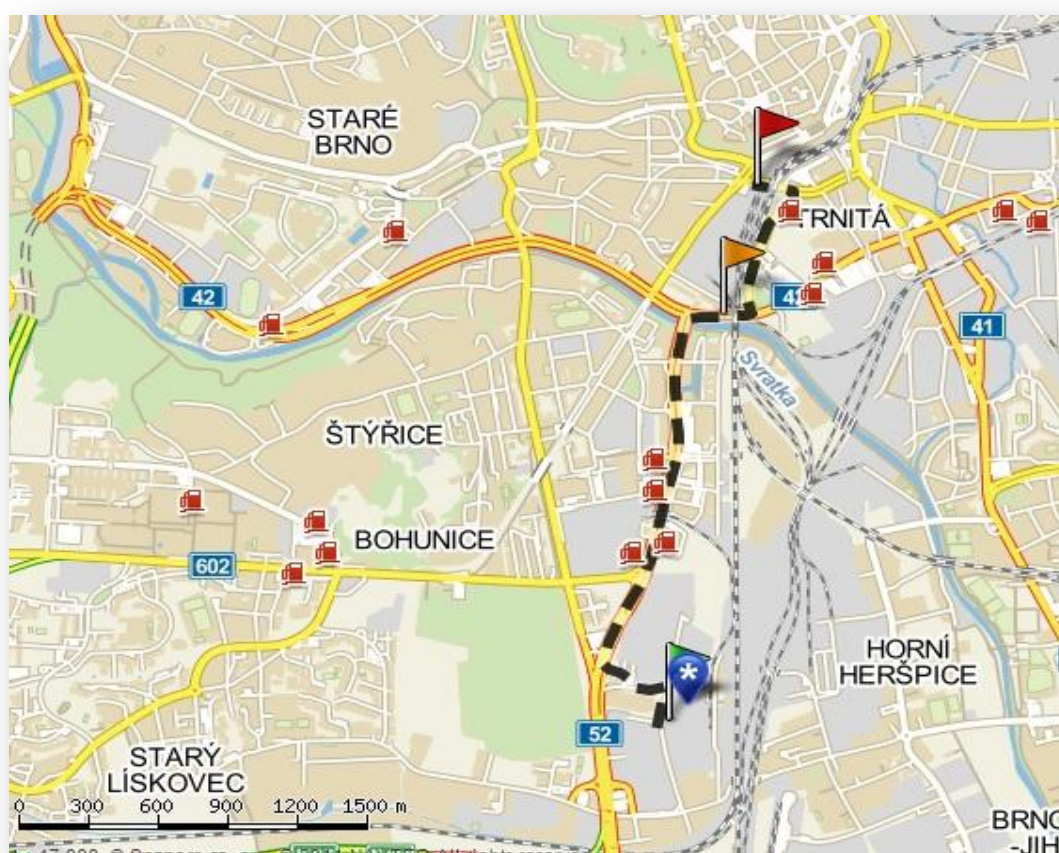 STARÉ
BRNO
TRNITÁ
42
42
41
Svratka
ŠTÝŘICE
BOHUNICE
602
HORNÍ
HERŠPICE
52
STARÝ
LÍSKOVEC
0 300 600 900 1200 1500 m
BRNO
-JIH